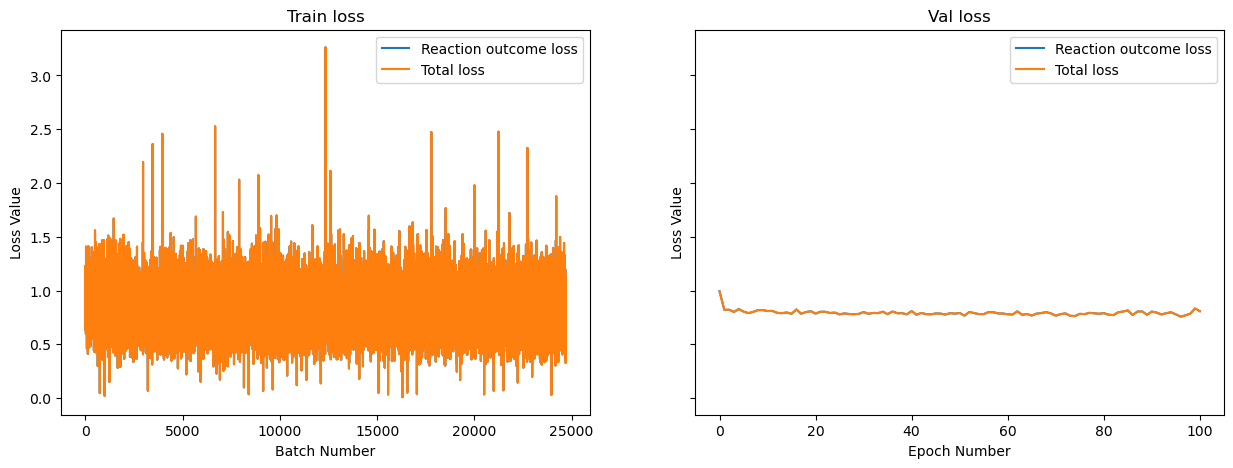 Train loss
Loss Value
3.0
2.5
2.0
1.5
1.0
0.5
0.0
Reaction outcome loss
Total loss
0
5000
10000
15000
20000
25000
Batch Number
Val loss
Loss Value
Reaction outcome loss
Total loss
0
20
40
60
80
100
Epoch Number